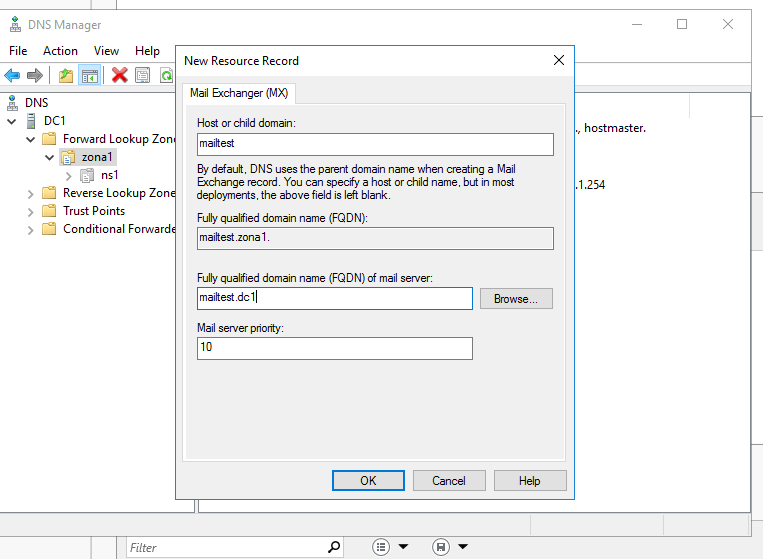 DNS Manager
File Action View Help
DNS
DC1
Forward Lookup Zone
zona1
ns1
Reverse Lookup Zone
Trust Points
Conditional Forwarde
., hostmaster.
.1.254
New Resource Record
Mail Exchanger (MX)
Host or child domain:
mailtest
By default, DNS uses the parent domain name when creating a Mail
Exchange record. You can specify a host or child name, but in most
deployments, the above field is left blank.
Fully qualified domain name (FQDN):
mailtest.zona1.
Fully qualified domain name (FQDN) of mail server:
mailtest.dc1
Browse...
Mail server priority:
10
OK Cancel Help
Filter